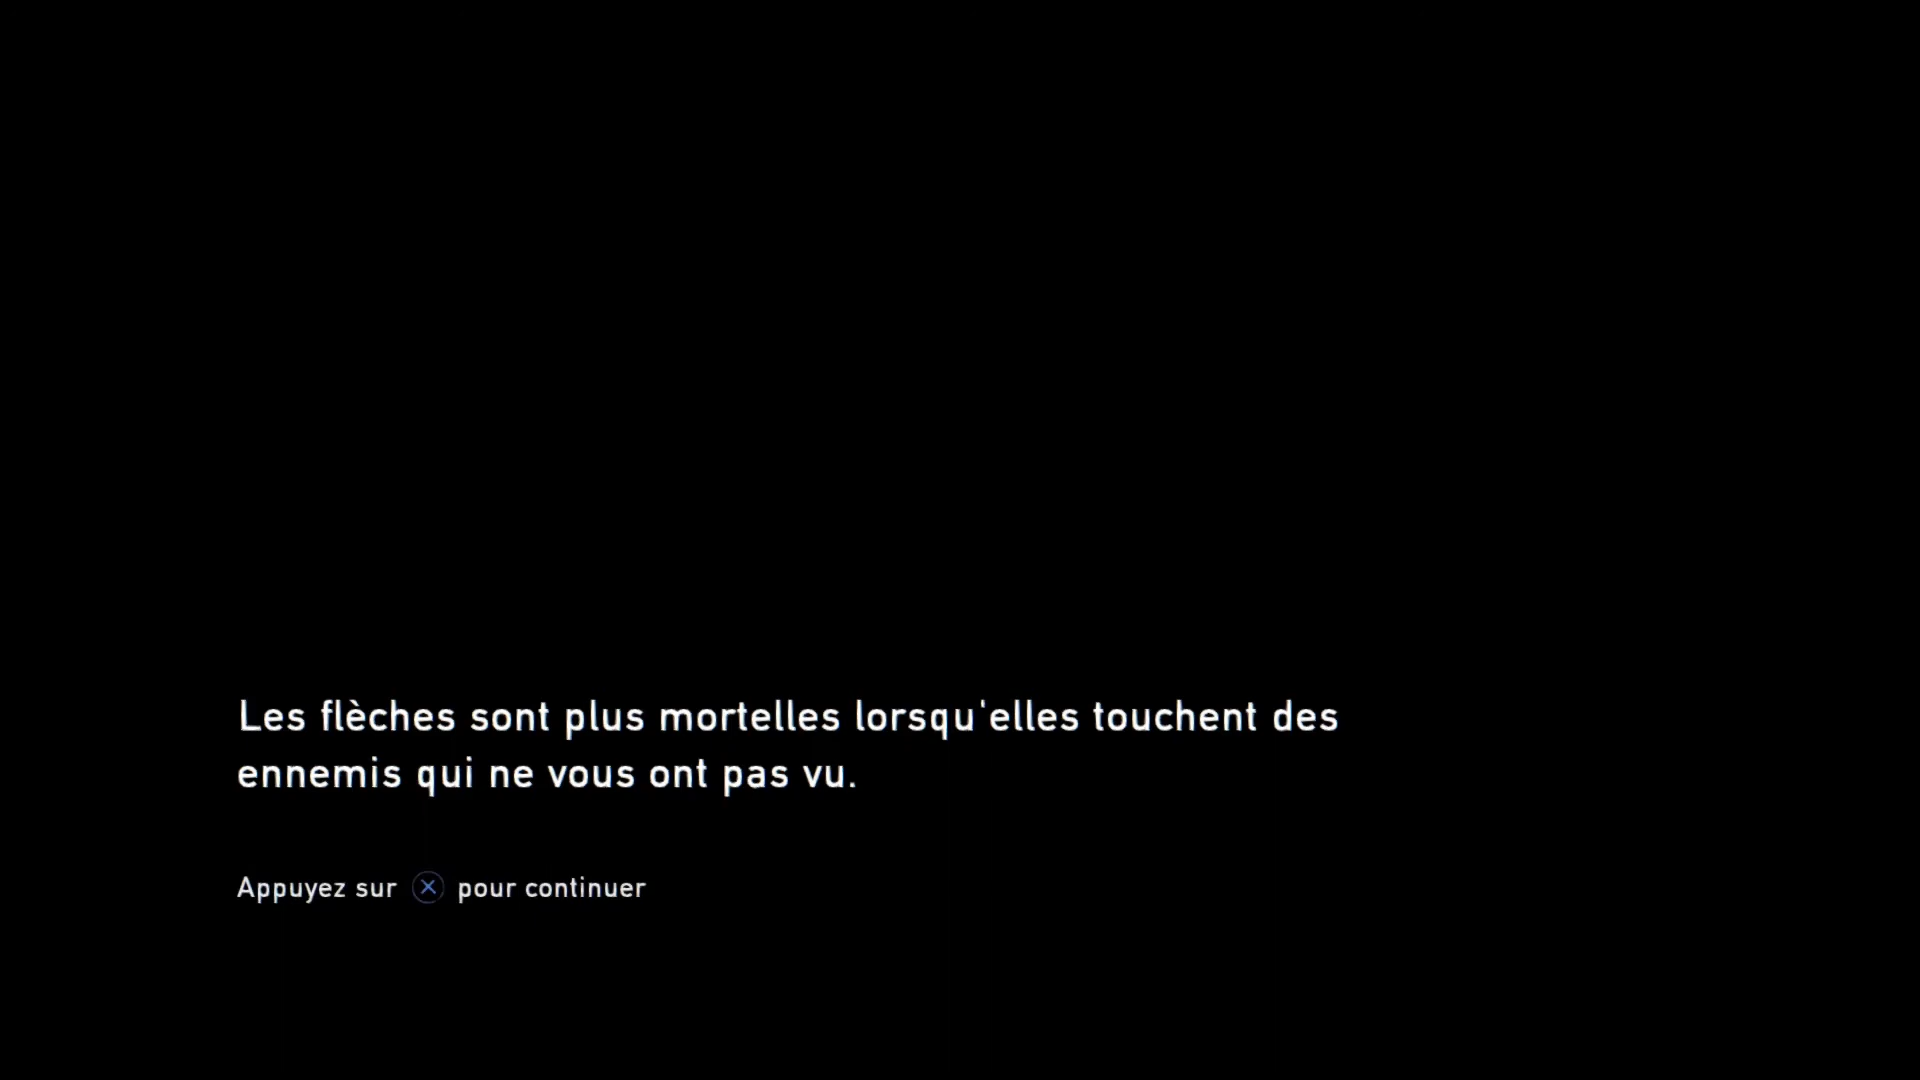 Les flèches sont plus mortelles lorsqu'elles touchent des
ennemis qui ne vous ont pas vu.
Appuyez sur ⓧ pour continuer